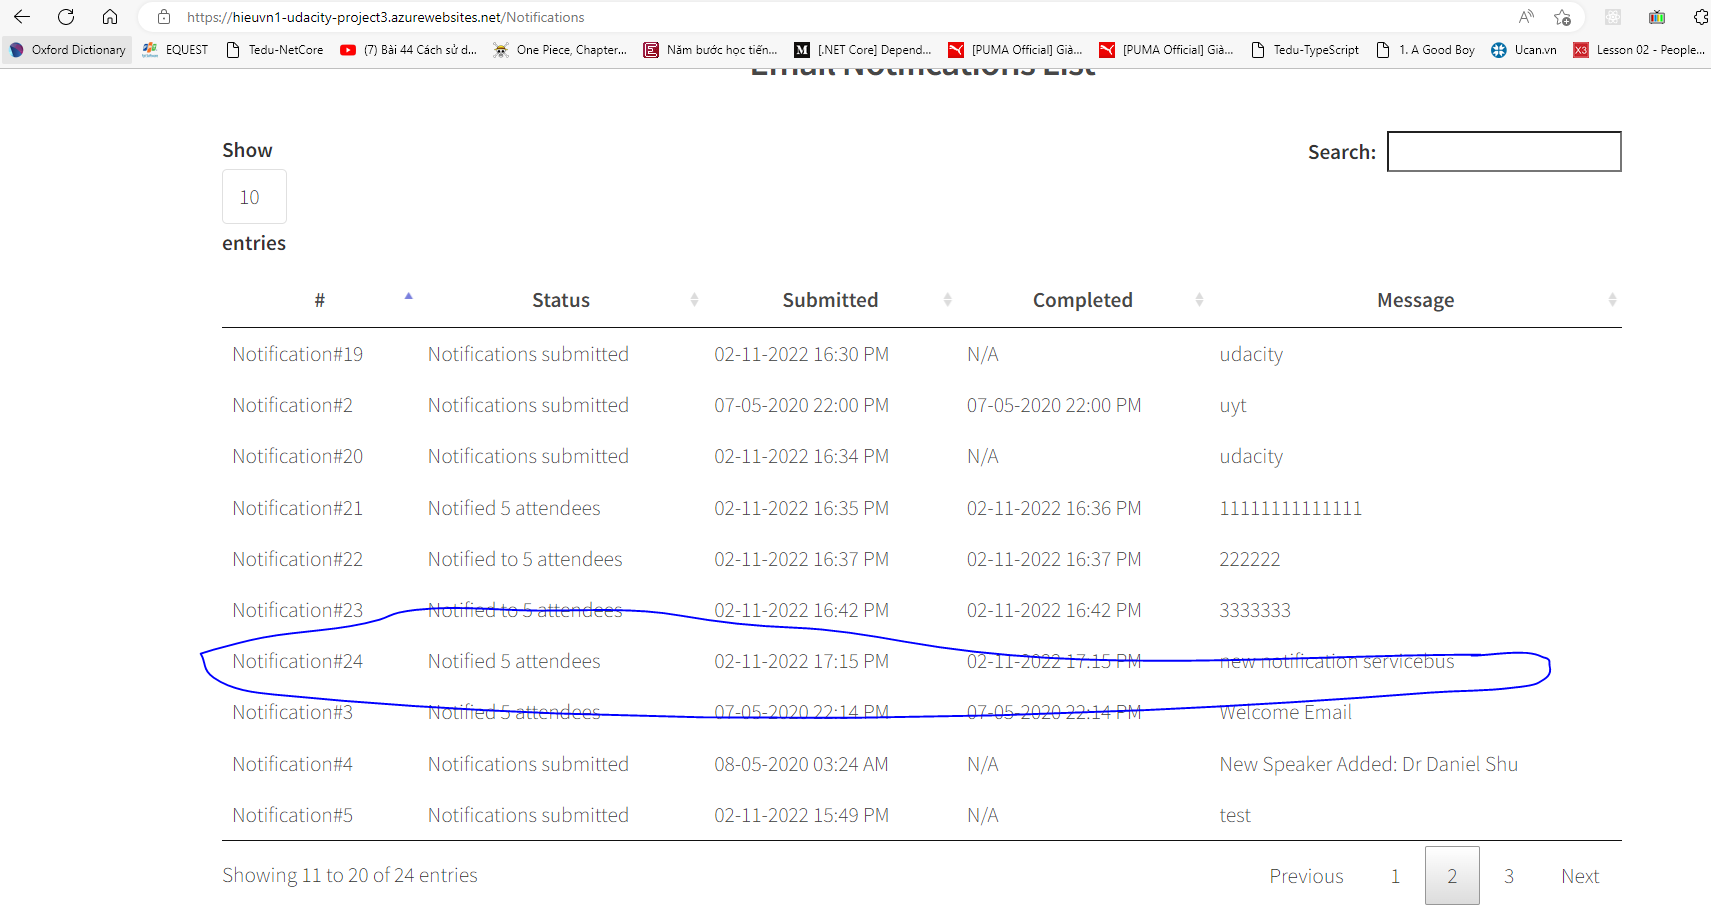 https://hieuvn1-udacity-project3.azurewebsites.net/Notifications
Oxford Dictionary EQUEST Tedu-NetCore (7) Bài 44 Cách sử d... One Piece, Chapter... Năm bước học tiến... [.NET Core] Depend... [PUMA Official] Già... [PUMA Official] Già... Tedu-TypeScript 1. A Good Boy Ucan.vn Lesson 02 - People...
Email Notifications List
Show
10
entries
Search:
# Status Submitted Completed Message
Notification#19 Notifications submitted 02-11-2022 16:30 PM N/A udacity
Notification#2 Notifications submitted 07-05-2020 22:00 PM 07-05-2020 22:00 PM uyt
Notification#20 Notifications submitted 02-11-2022 16:34 PM N/A udacity
Notification#21 Notified 5 attendees 02-11-2022 16:35 PM 02-11-2022 16:36 PM 11111111111111
Notification#22 Notified to 5 attendees 02-11-2022 16:37 PM 02-11-2022 16:37 PM 222222
Notification#23 Notified to 5 attendees 02-11-2022 16:42 PM 02-11-2022 16:42 PM 3333333
Notification#24 Notified 5 attendees 02-11-2022 17:15 PM 02-11-2022 17:15 PM new notification servicebus
Notification#3 Notified 5 attendees 07-05-2020 22:14 PM 07-05-2020 22:14 PM Welcome Email
Notification#4 Notifications submitted 08-05-2020 03:24 AM N/A New Speaker Added: Dr Daniel Shu
Notification#5 Notifications submitted 02-11-2022 15:49 PM N/A test
Showing 11 to 20 of 24 entries
Previous 1 2 3 Next